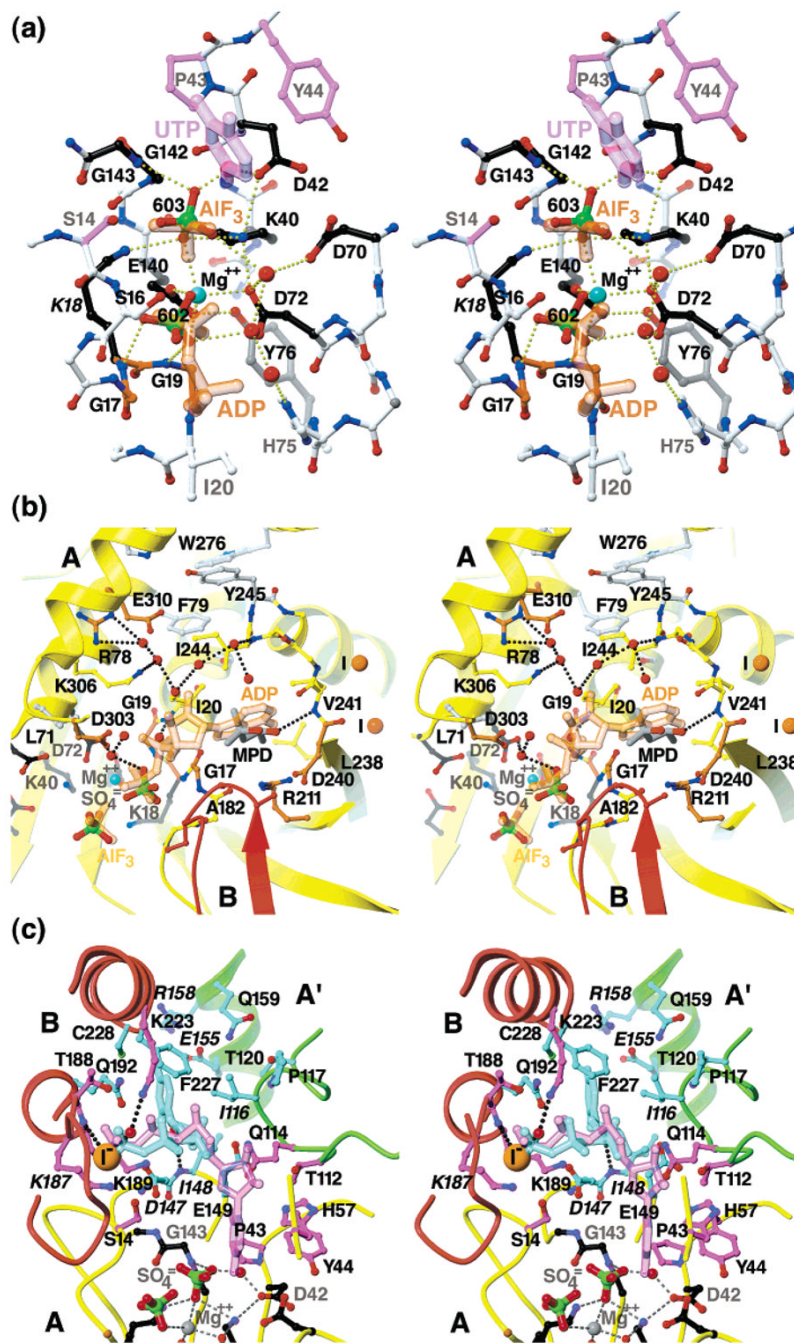 (a)
P43 Y44 P43 Y44
UTP UTP
G142 G142
G143 D42 G143 D42
603 AlF3 603 AlF3
S14 K40 S14 K40
E140 Mg++ D70 E140 Mg++ D70
K18 S16 D72 K18 S16 D72
602 602
Y76 Y76
G17 G19 G17 G19
ADP H75 ADP H75
I20 I20
(b)
A W276 A W276
Y245 Y245
E310 F79 E310 F79
R78 I244 I R78 I244 I
K306 ADP K306 ADP
G19 I20 V241 G19 I20 V241
L71 D303 I L71 D303 I
D72 MPD L238 D72 MPD L238
Mg++ G17 D240 Mg++ G17 D240
K40 SO4= K18 R211 K40 SO4= K18 R211
A182 A182
AlF3 AlF3
B B
(c)
R158 Q159 A' R158 Q159 A'
B K223 B K223
C228 E155 C228 E155
T188 Q192 T120 T188 Q192 T120
F227 P117 F227 P117
I116 I116
I- Q114 I- Q114
K187 K189 I148 T112 K187 K189 I148 T112
D147 E149 H57 D147 E149 H57
S14 G143 P43 S14 G143 P43
SO4= Y44 SO4= Y44
D42 D42
A Mg++ A Mg++